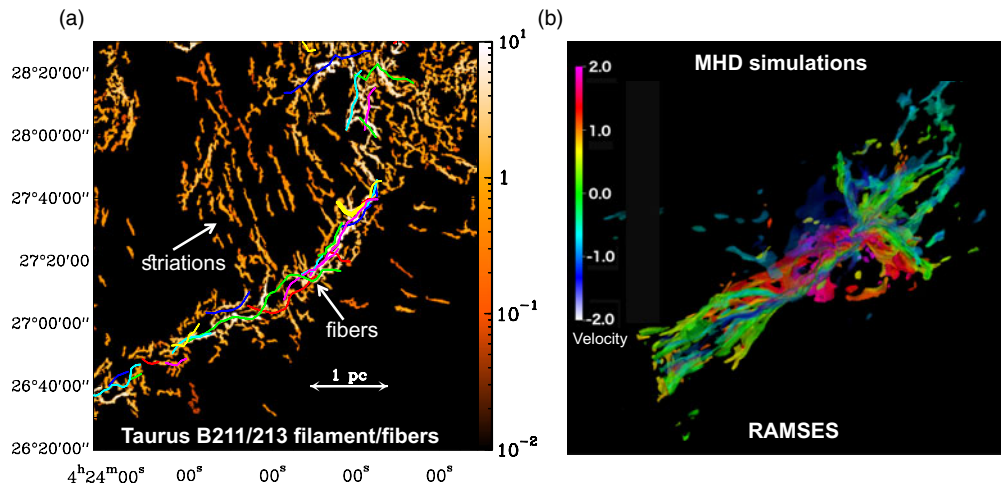 (a)
28°20'00"
28°00'00"
27°40'00"
27°20'00"
27°00'00"
26°40'00"
26°20'00"
4h24m00s 00s 00s 00s 00s
striations
fibers
1 pc
Taurus B211/213 filament/fibers
10¹
1
10⁻¹
10⁻²
(b)
MHD simulations
2.0
1.0
0.0
-1.0
-2.0
Velocity
RAMSES